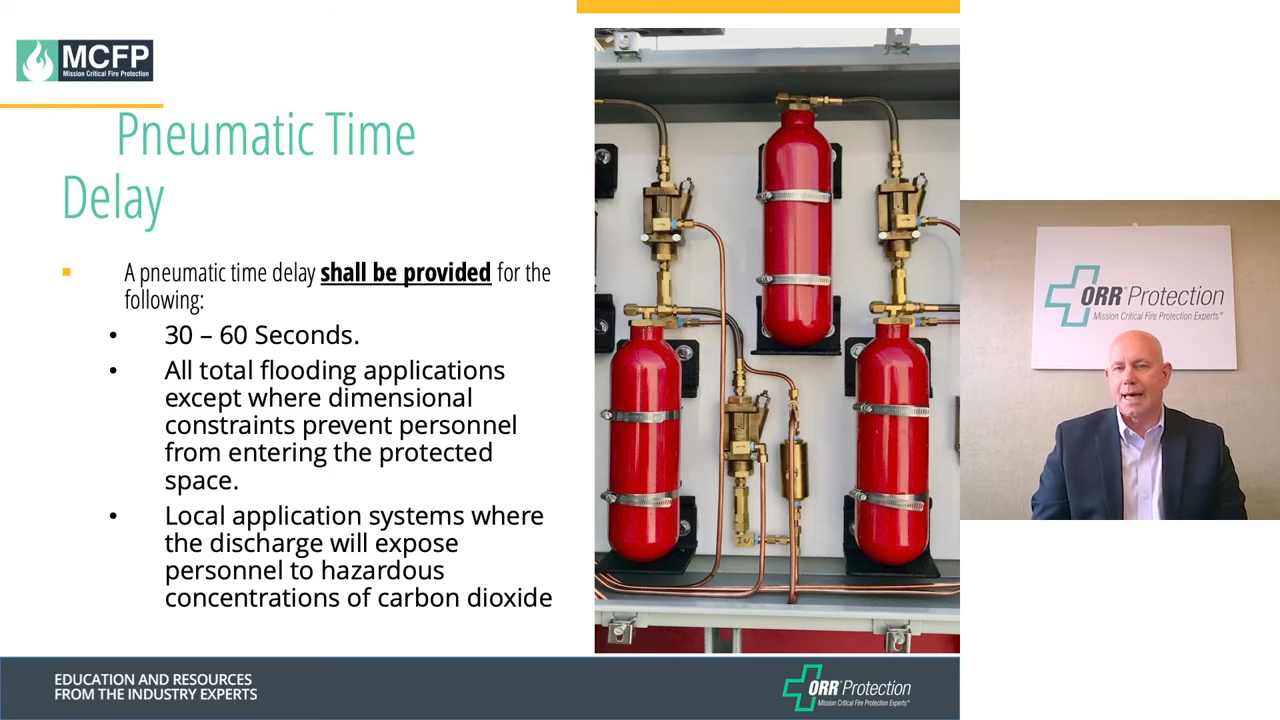 MCFP
Mission Critical Fire Protection
Pneumatic Time
Delay
▪ A pneumatic time delay shall be provided for the
following:
• 30 – 60 Seconds.
• All total flooding applications
except where dimensional
constraints prevent personnel
from entering the protected
space.
• Local application systems where
the discharge will expose
personnel to hazardous
concentrations of carbon dioxide
ORR® Protection
Mission Critical Fire Protection Experts®
EDUCATION AND RESOURCES
FROM THE INDUSTRY EXPERTS
ORR® Protection
Mission Critical Fire Protection Experts®